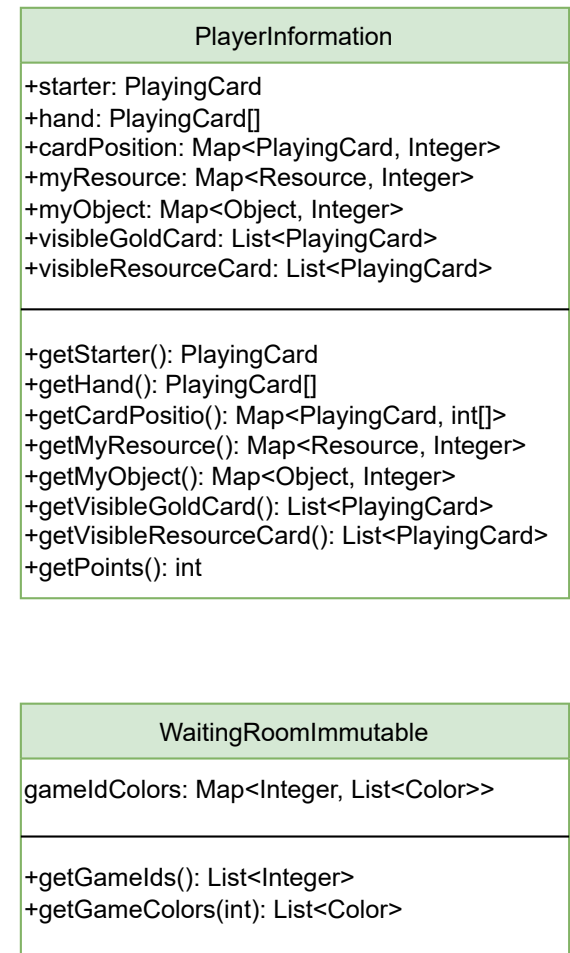 PlayerInformation
+starter: PlayingCard
+hand: PlayingCard[]
+cardPosition: Map<PlayingCard, Integer>
+myResource: Map<Resource, Integer>
+myObject: Map<Object, Integer>
+visibleGoldCard: List<PlayingCard>
+visibleResourceCard: List<PlayingCard>
+getStarter(): PlayingCard
+getHand(): PlayingCard[]
+getCardPositio(): Map<PlayingCard, int[]>
+getMyResource(): Map<Resource, Integer>
+getMyObject(): Map<Object, Integer>
+getVisibleGoldCard(): List<PlayingCard>
+getVisibleResourceCard(): List<PlayingCard>
+getPoints(): int
WaitingRoomImmutable
gameIdColors: Map<Integer, List<Color>>
+getGameIds(): List<Integer>
+getGameColors(int): List<Color>